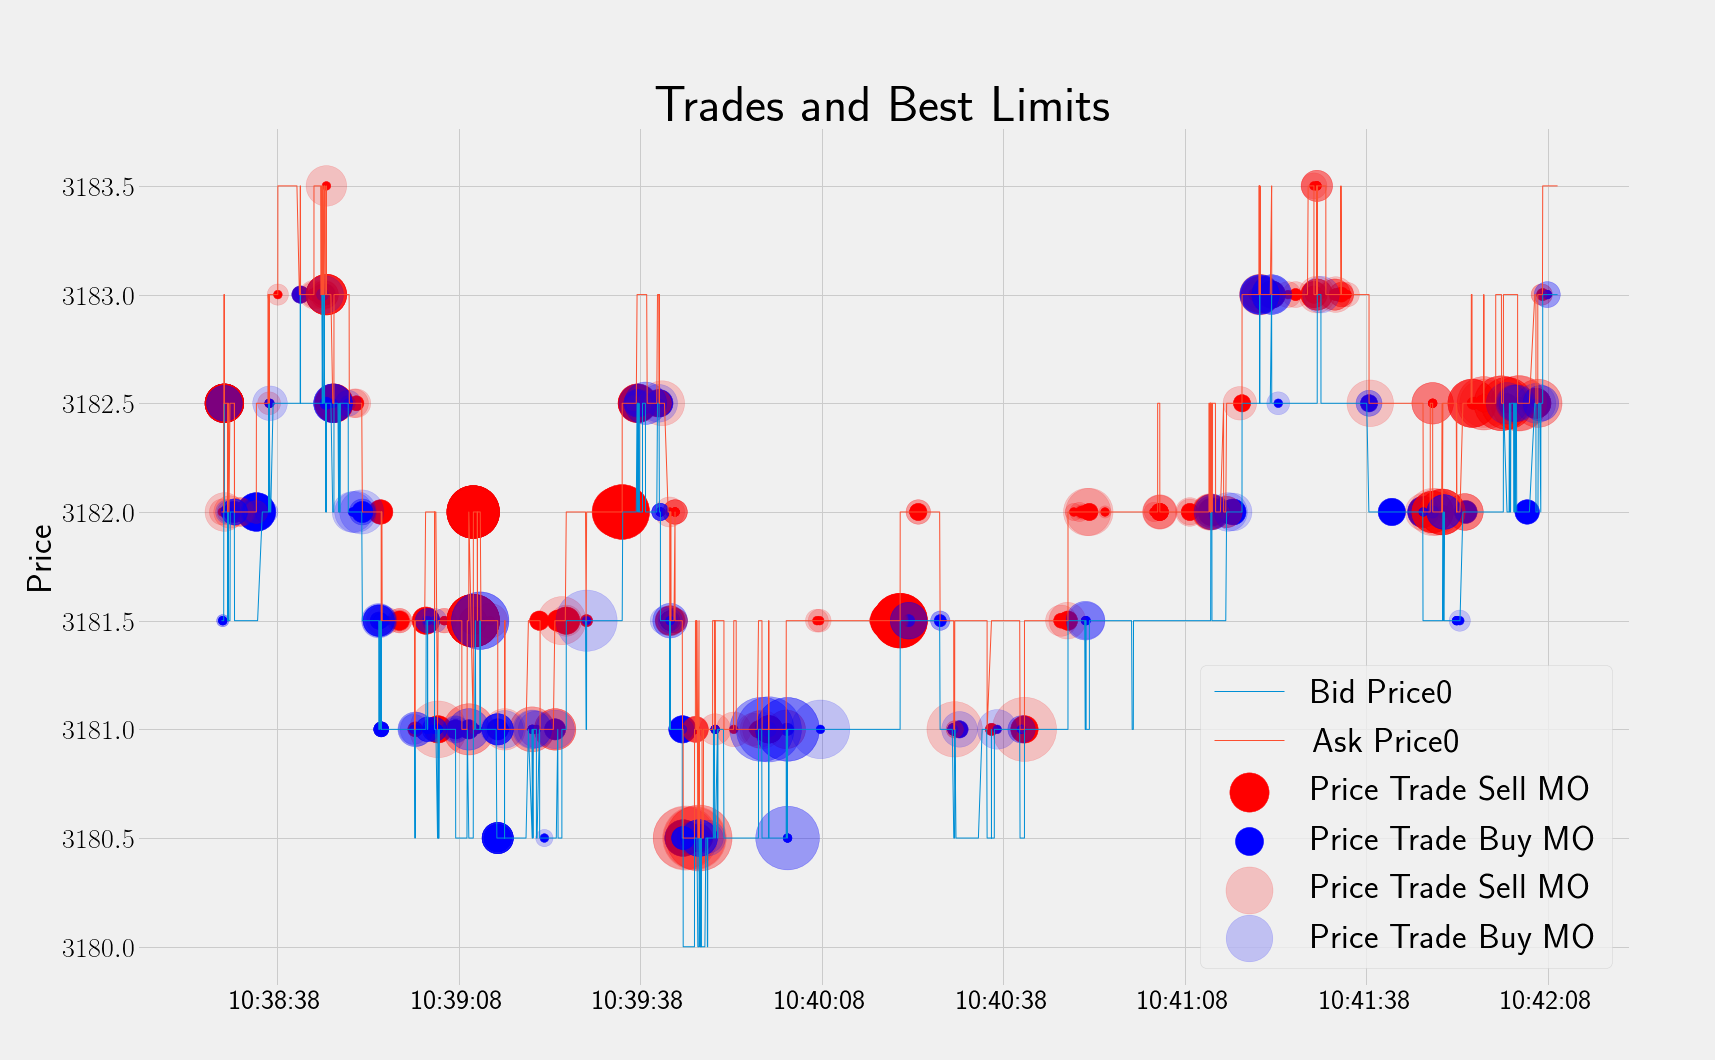 Trades and Best Limits
Price
3183.5
3183.0
3182.5
3182.0
3181.5
3181.0
3180.5
3180.0
10:38:38 10:39:08 10:39:38 10:40:08 10:40:38 10:41:08 10:41:38 10:42:08
Bid Price0
Ask Price0
Price Trade Sell MO
Price Trade Buy MO
Price Trade Sell MO
Price Trade Buy MO